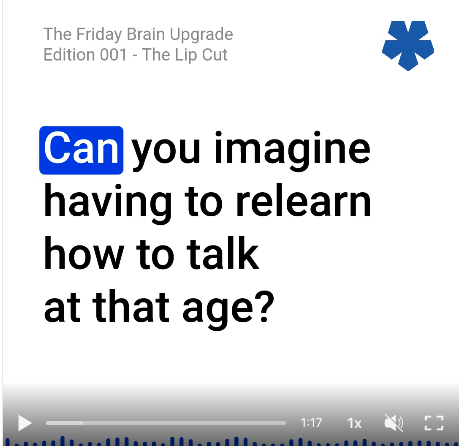 The Friday Brain Upgrade
Edition 001 - The Lip Cut
Can you imagine
having to relearn
how to talk
at that age?
1:17
1x